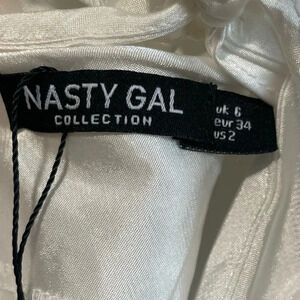 NASTY GAL
COLLECTION
uk 6
eur 34
us 2